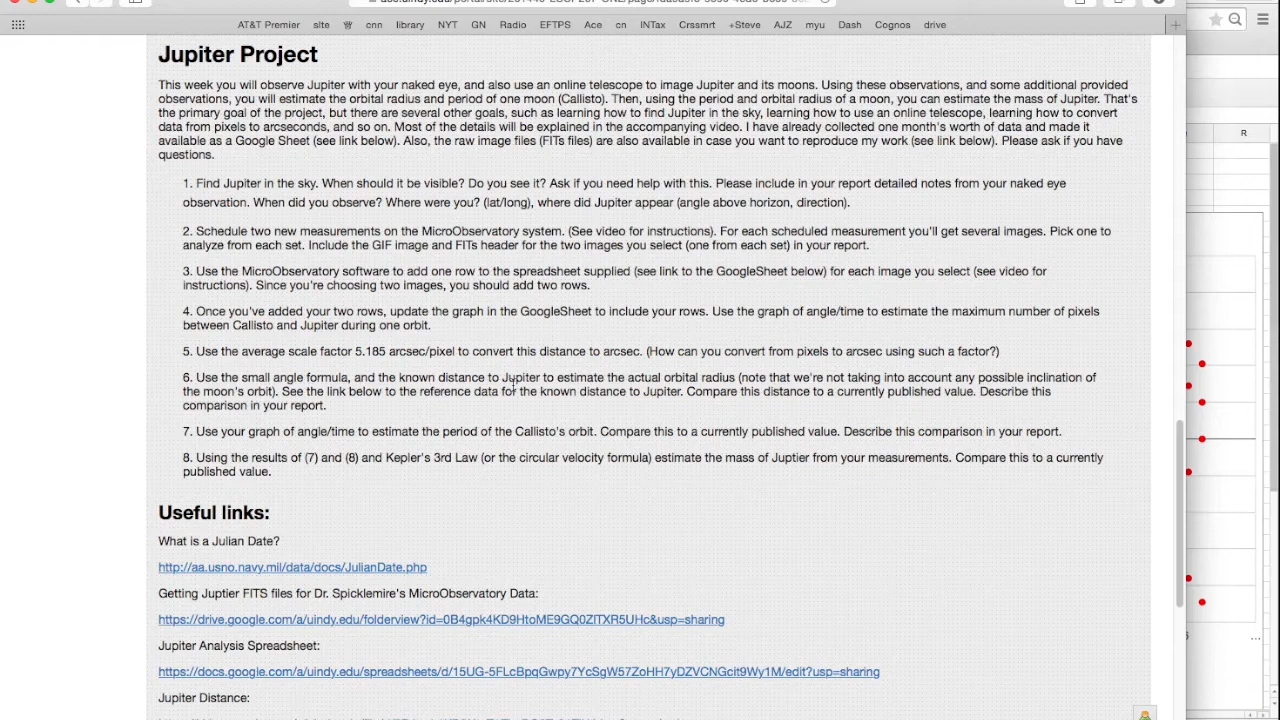 AT&T Premier site cnn library NYT GN Radio EFTPS Ace cn INTax Crssmrt +Steve AJZ myu Dash Cognos drive
R
Jupiter Project
This week you will observe Jupiter with your naked eye, and also use an online telescope to image Jupiter and its moons. Using these observations, and some additional provided
observations, you will estimate the orbital radius and period of one moon (Callisto). Then, using the period and orbital radius of a moon, you can estimate the mass of Jupiter. That's
the primary goal of the project, but there are several other goals, such as learning how to find Jupiter in the sky, learning how to use an online telescope, learning how to convert
data from pixels to arcseconds, and so on. Most of the details will be explained in the accompanying video. I have already collected one month's worth of data and made it
available as a Google Sheet (see link below). Also, the raw image files (FITs files) are also available in case you want to reproduce my work (see link below). Please ask if you have
questions.
1. Find Jupiter in the sky. When should it be visible? Do you see it? Ask if you need help with this. Please include in your report detailed notes from your naked eye
observation. When did you observe? Where were you? (lat/long), where did Jupiter appear (angle above horizon, direction).
2. Schedule two new measurements on the MicroObservatory system. (See video for instructions). For each scheduled measurement you'll get several images. Pick one to
analyze from each set. Include the GIF image and FITs header for the two images you select (one from each set) in your report.
3. Use the MicroObservatory software to add one row to the spreadsheet supplied (see link to the GoogleSheet below) for each image you select (see video for
instructions). Since you're choosing two images, you should add two rows.
4. Once you've added your two rows, update the graph in the GoogleSheet to include your rows. Use the graph of angle/time to estimate the maximum number of pixels
between Callisto and Jupiter during one orbit.
5. Use the average scale factor 5.185 arcsec/pixel to convert this distance to arcsec. (How can you convert from pixels to arcsec using such a factor?)
6. Use the small angle formula, and the known distance to Jupiter to estimate the actual orbital radius (note that we're not taking into account any possible inclination of
the moon's orbit). See the link below to the reference data for the known distance to Jupiter. Compare this distance to a currently published value. Describe this
comparison in your report.
7. Use your graph of angle/time to estimate the period of the Callisto's orbit. Compare this to a currently published value. Describe this comparison in your report.
8. Using the results of (7) and (8) and Kepler's 3rd Law (or the circular velocity formula) estimate the mass of Juptier from your measurements. Compare this to a currently
published value.
Useful links:
What is a Julian Date?
http://aa.usno.navy.mil/data/docs/JulianDate.php
Getting Juptier FITS files for Dr. Spicklemire's MicroObservatory Data:
https://drive.google.com/a/uindy.edu/folderview?id=0B4gpk4KD9HtoME9GQ0ZlTXR5UHc&usp=sharing
Jupiter Analysis Spreadsheet:
https://docs.google.com/a/uindy.edu/spreadsheets/d/15UG-5FLcBpqGwpy7YcSgW57ZoHH7yDZVCNGcit9Wy1M/edit?usp=sharing
Jupiter Distance: